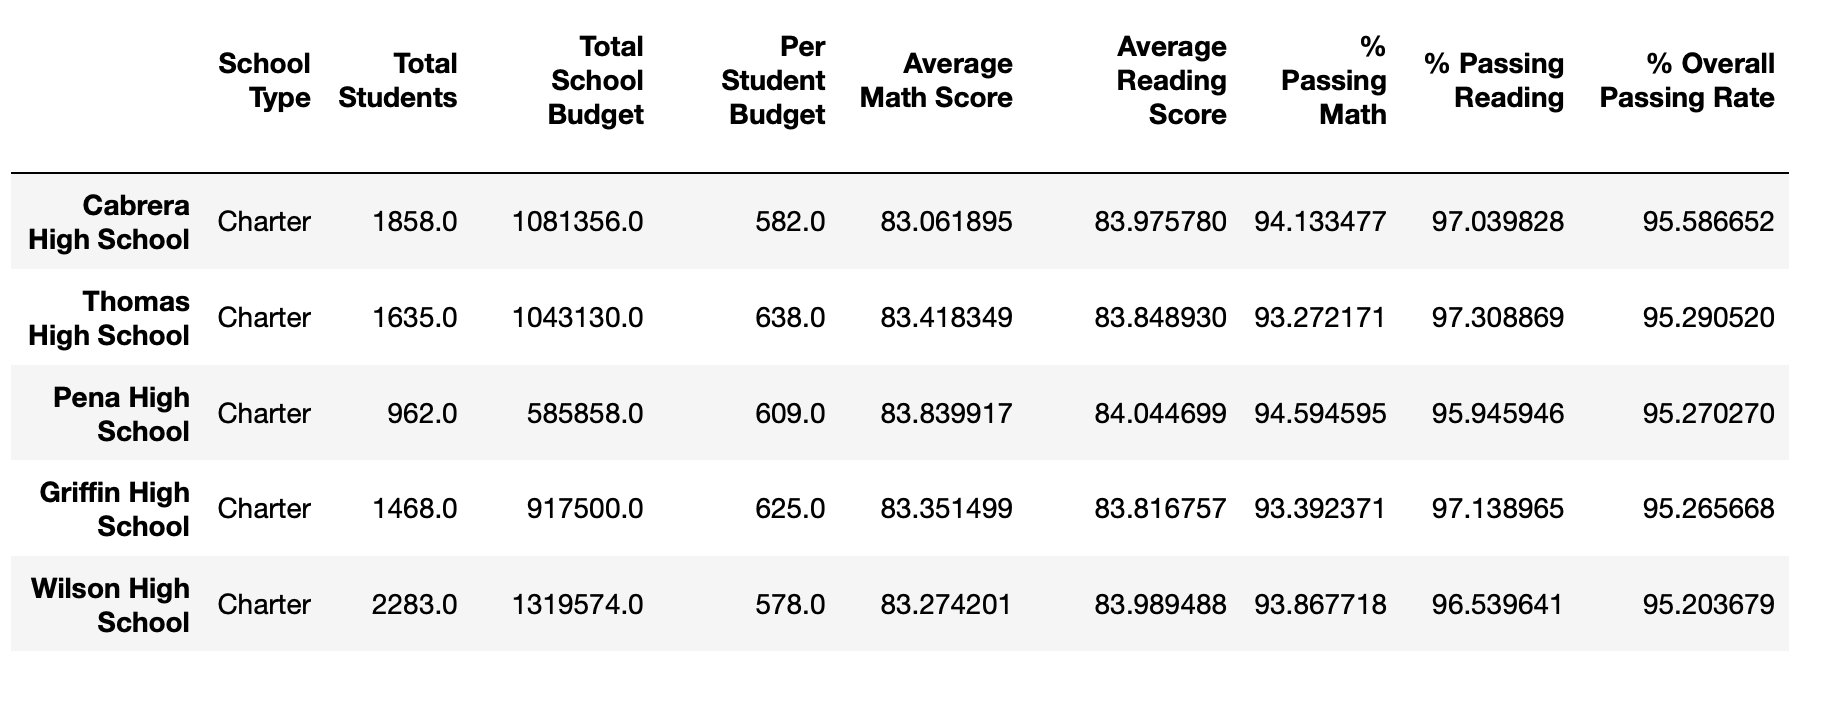 School Type Total Students Total School Budget Per Student Budget Average Math Score Average Reading Score % Passing Math % Passing Reading % Overall Passing Rate
Cabrera High School Charter 1858.0 1081356.0 582.0 83.061895 83.975780 94.133477 97.039828 95.586652
Thomas High School Charter 1635.0 1043130.0 638.0 83.418349 83.848930 93.272171 97.308869 95.290520
Pena High School Charter 962.0 585858.0 609.0 83.839917 84.044699 94.594595 95.945946 95.270270
Griffin High School Charter 1468.0 917500.0 625.0 83.351499 83.816757 93.392371 97.138965 95.265668
Wilson High School Charter 2283.0 1319574.0 578.0 83.274201 83.989488 93.867718 96.539641 95.203679